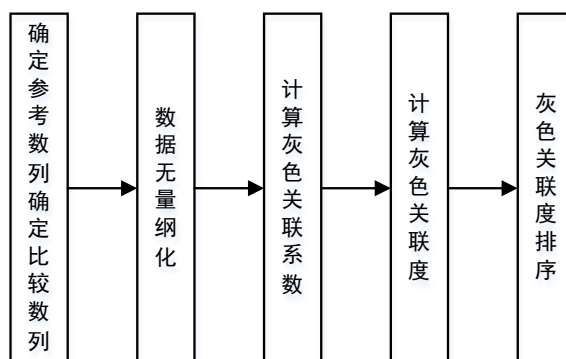 确定参考数列确定比较数列
数据无量纲化
计算灰色关联系数
计算灰色关联度
灰色关联度排序